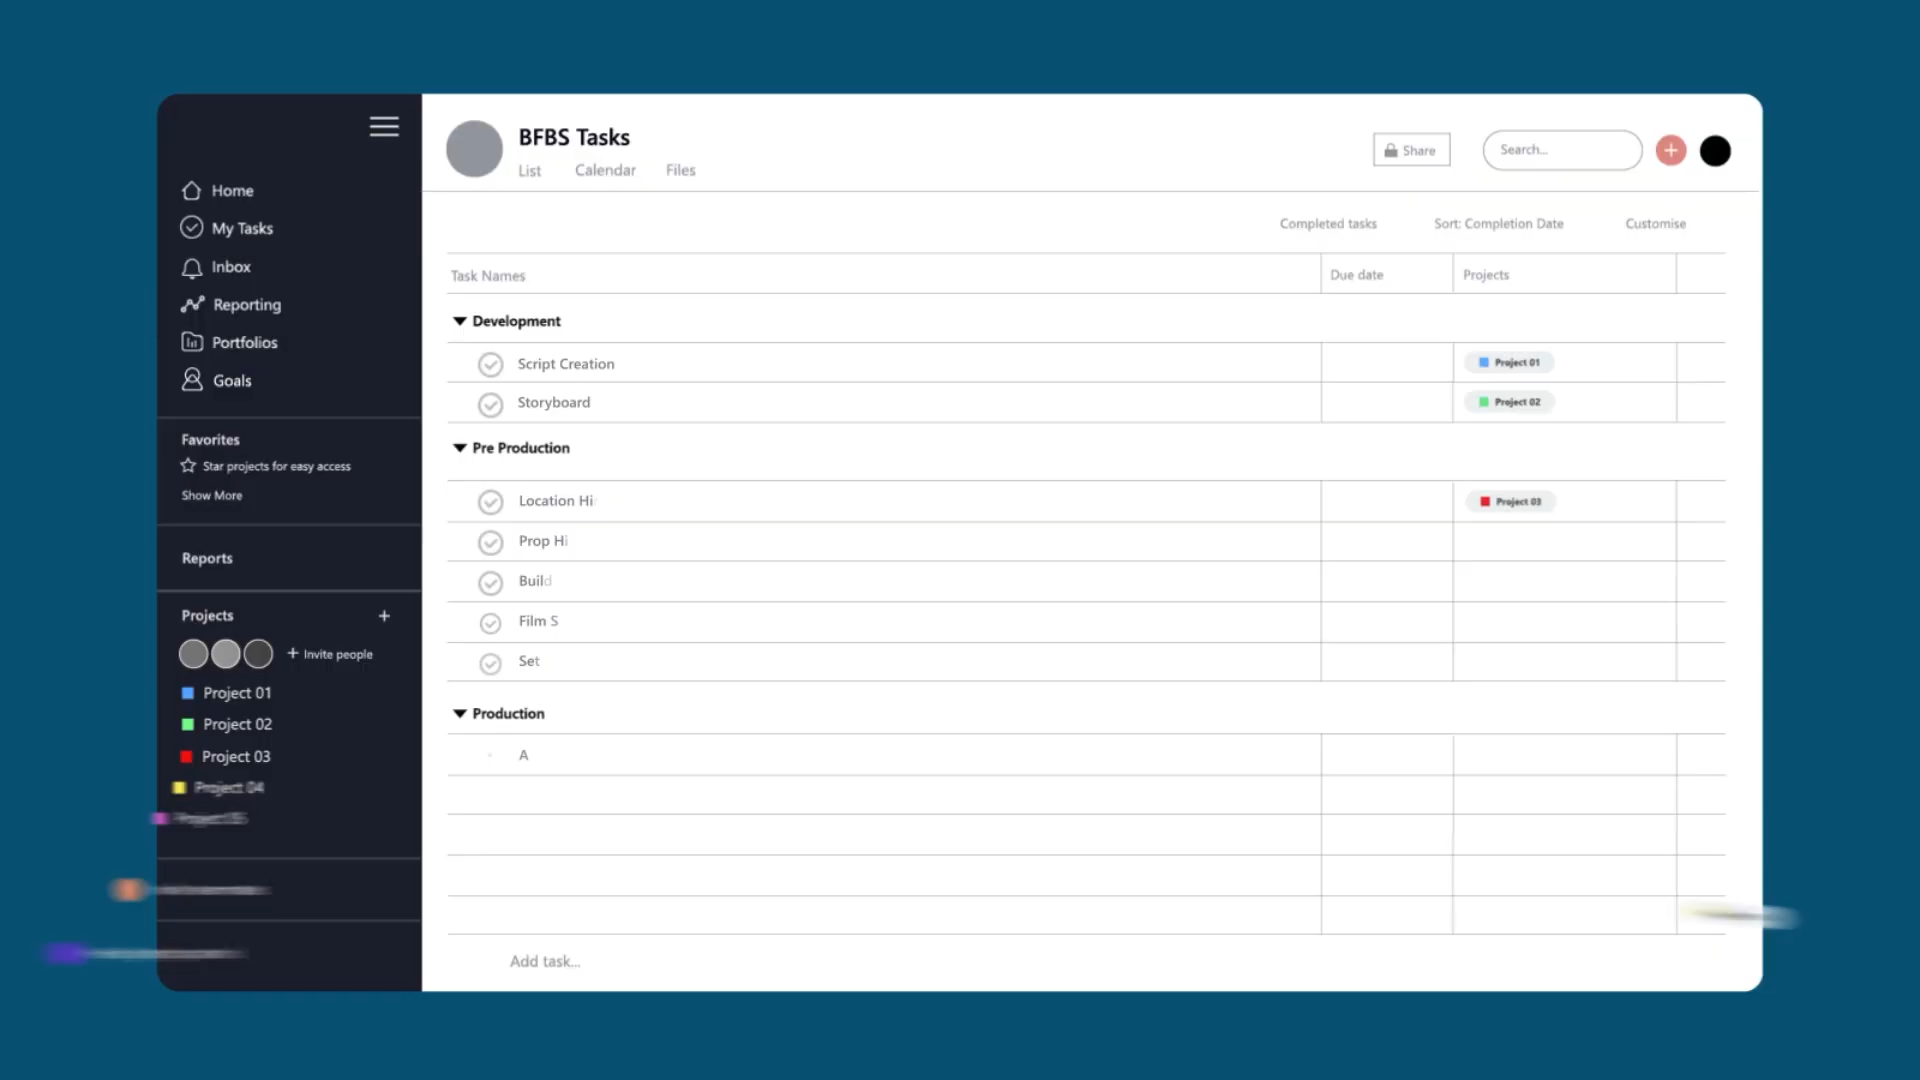 BFBS Tasks
List Calendar Files
Share
Search...
Home
My Tasks
Inbox
Reporting
Portfolios
Goals
Favorites
Star projects for easy access
Show More
Reports
Projects +
+ Invite people
Project 01
Project 02
Project 03
Project 04
Completed tasks Sort: Completion Date Customise
Task Names Due date Projects
Development
Script Creation Project 01
Storyboard Project 02
Pre Production
Location Hi Project 03
Prop Hi
Build
Film S
Set
Production
A
Add task...